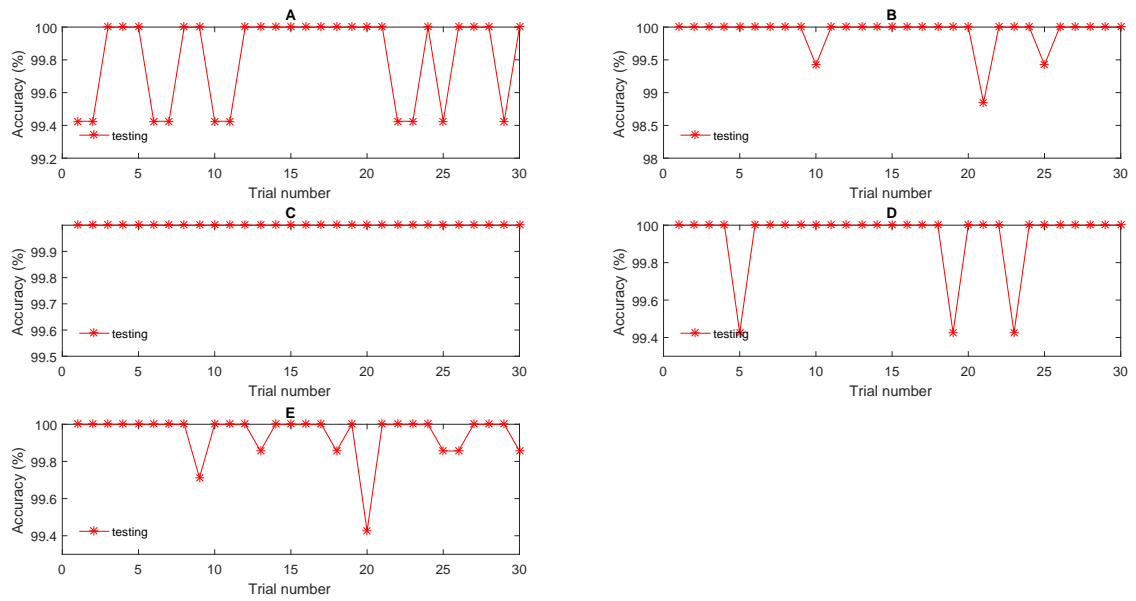 A
100
99.8
99.6
99.4
99.2
Accuracy (%)
testing
0 5 10 15 20 25 30
Trial number
B
100
99.5
99
98.5
98
Accuracy (%)
testing
0 5 10 15 20 25 30
Trial number
C
99.9
99.8
99.7
99.6
99.5
Accuracy (%)
testing
0 5 10 15 20 25 30
Trial number
D
100
99.8
99.6
99.4
Accuracy (%)
testing
0 5 10 15 20 25 30
Trial number
E
100
99.8
99.6
99.4
Accuracy (%)
testing
0 5 10 15 20 25 30
Trial number